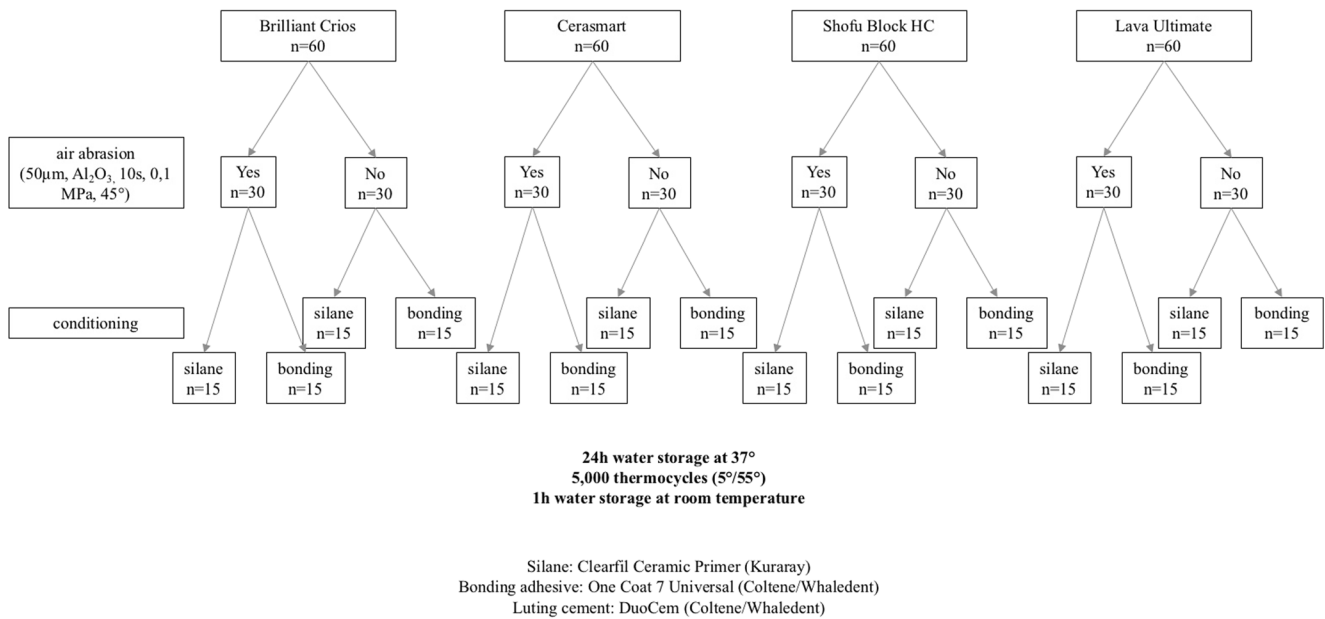 Brilliant Crios
n=60
Cerasmart
n=60
Shofu Block HC
n=60
Lava Ultimate
n=60
air abrasion
(50µm, Al₂O₃, 10s, 0,1
MPa, 45°)
Yes
n=30
No
n=30
Yes
n=30
No
n=30
Yes
n=30
No
n=30
Yes
n=30
No
n=30
conditioning
silane
n=15
bonding
n=15
silane
n=15
bonding
n=15
silane
n=15
bonding
n=15
silane
n=15
bonding
n=15
silane
n=15
bonding
n=15
silane
n=15
bonding
n=15
silane
n=15
bonding
n=15
silane
n=15
bonding
n=15
24h water storage at 37°
5,000 thermocycles (5°/55°)
1h water storage at room temperature
Silane: Clearfil Ceramic Primer (Kuraray)
Bonding adhesive: One Coat 7 Universal (Coltene/Whaledent)
Luting cement: DuoCem (Coltene/Whaledent)